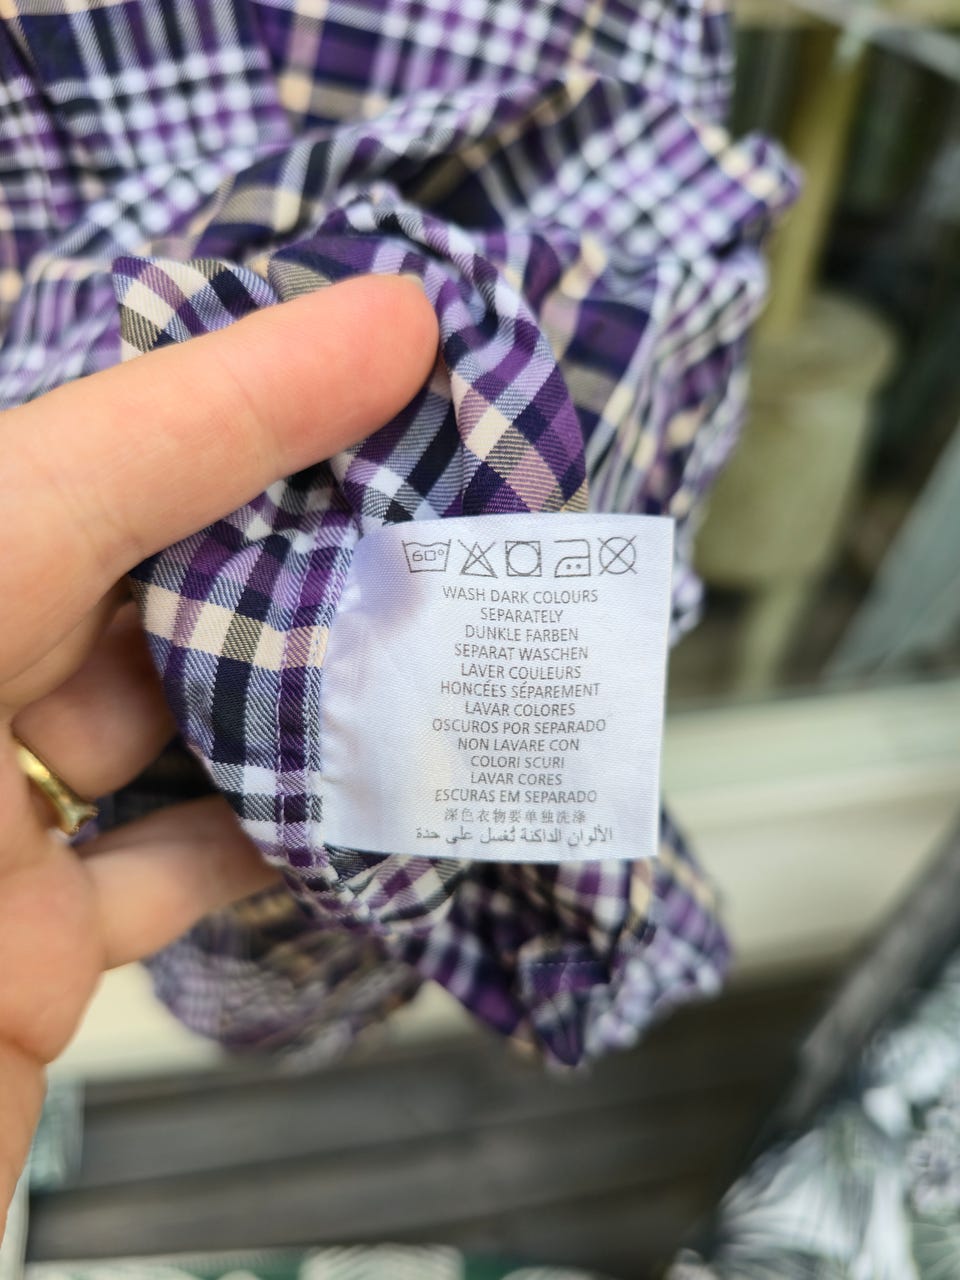 60°
WASH DARK COLOURS
SEPARATELY
DUNKLE FARBEN
SEPARAT WASCHEN
LAVER COULEURS
HONCÉES SÉPAREMENT
LAVAR COLORES
OSCUROS POR SEPARADO
NON LAVARE CON
COLORI SCURI
LAVAR CORES
ESCURAS EM SEPARADO
深色衣物要单独洗涤
الألوان الداكنة تُغسل على حدة